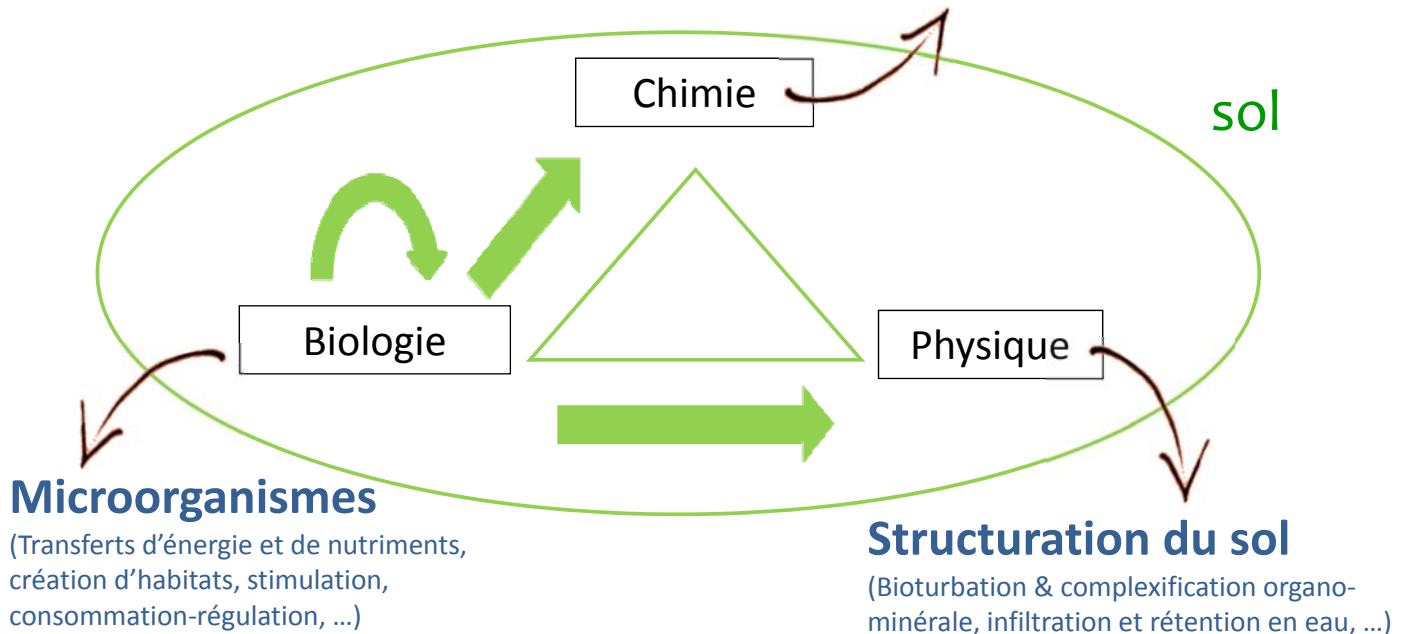 Chimie
sol
Biologie
Physique
Microorganismes
(Transferts d’énergie et de nutriments,
création d’habitats, stimulation,
consommation-régulation, …)
Structuration du sol
(Bioturbation & complexification organo-
minérale, infiltration et rétention en eau, …)